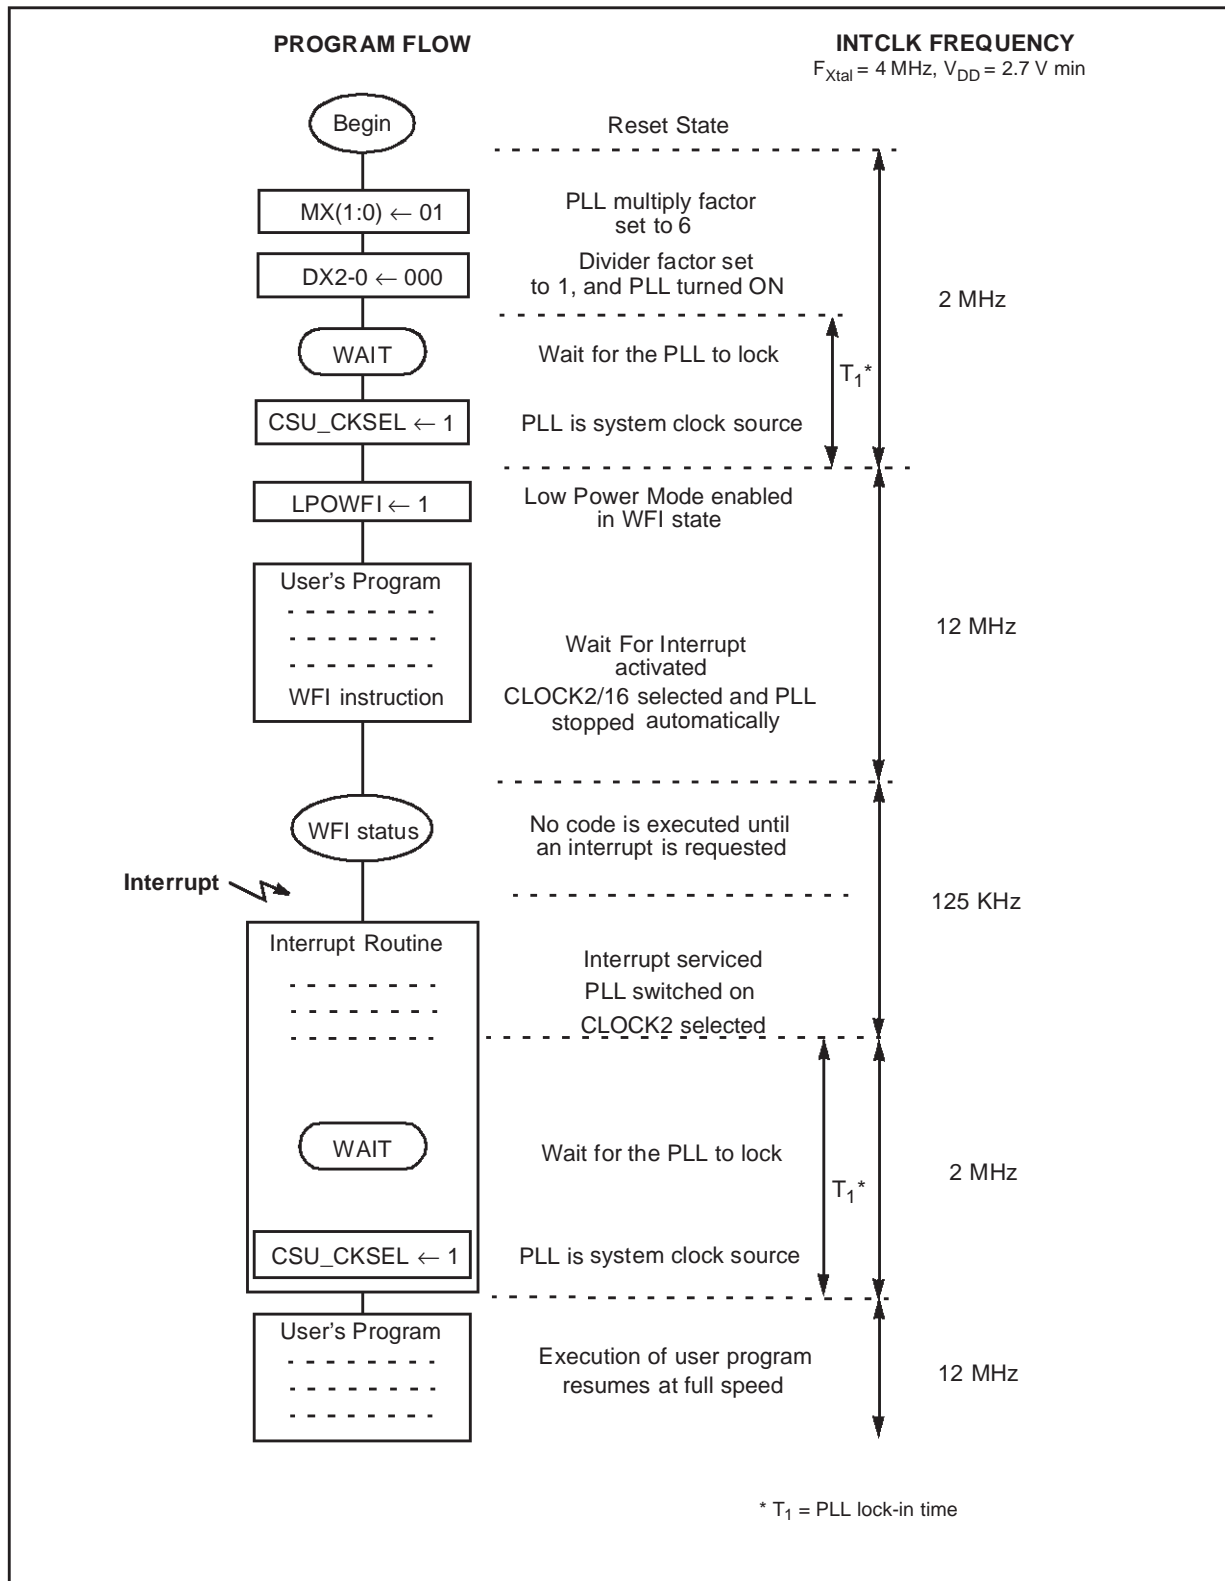 PROGRAM FLOW
INTCLK FREQUENCY
F_Xtal = 4 MHz, V_DD = 2.7 V min
Begin
Reset State
MX(1:0) ← 01
PLL multiply factor
set to 6
DX2-0 ← 000
Divider factor set
to 1, and PLL turned ON
2 MHz
WAIT
Wait for the PLL to lock
T_1*
CSU_CKSEL ← 1
PLL is system clock source
LPOWFI ← 1
Low Power Mode enabled
in WFI state
User's Program
WFI instruction
Wait For Interrupt
activated
CLOCK2/16 selected and PLL
stopped automatically
12 MHz
WFI status
No code is executed until
an interrupt is requested
Interrupt
125 KHz
Interrupt Routine
Interrupt serviced
PLL switched on
CLOCK2 selected
WAIT
Wait for the PLL to lock
T_1*
2 MHz
CSU_CKSEL ← 1
PLL is system clock source
User's Program
Execution of user program
resumes at full speed
12 MHz
* T_1 = PLL lock-in time